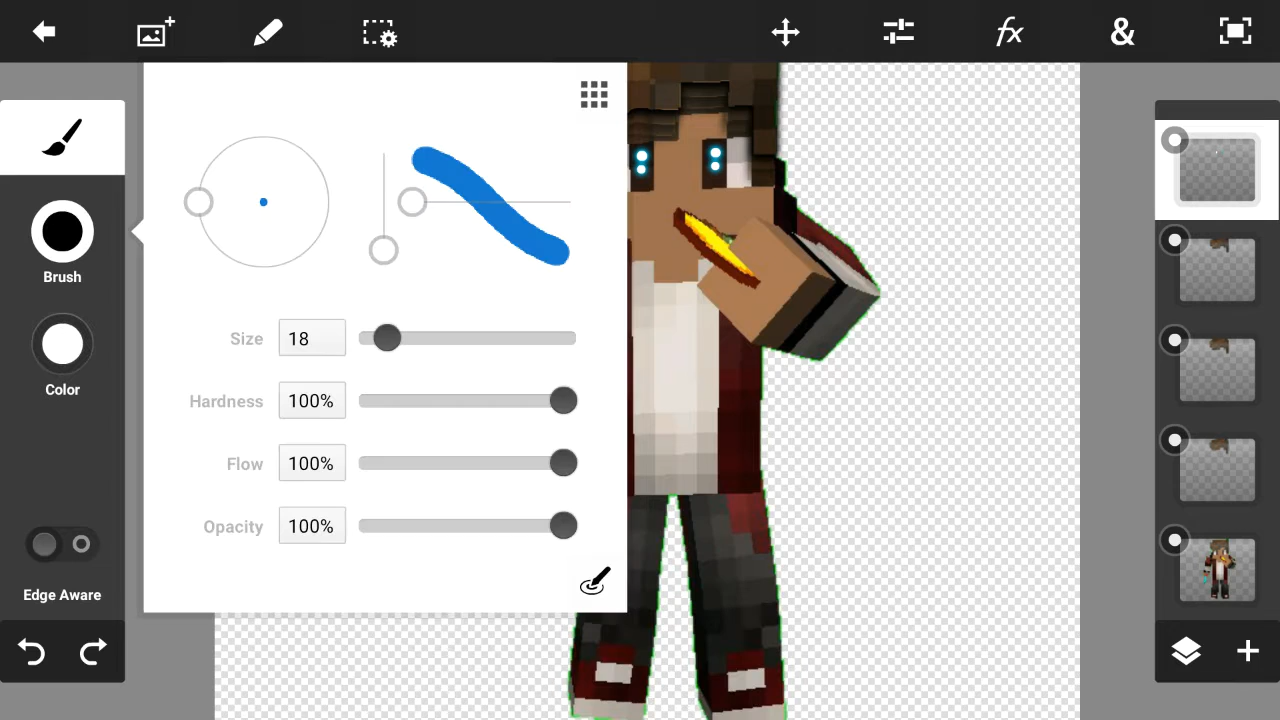 fx
&
Brush
Color
Size 18
Hardness 100%
Flow 100%
Opacity 100%
Edge Aware